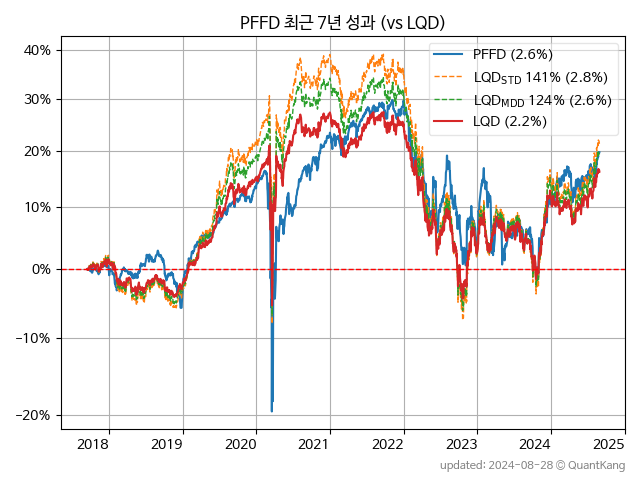 PFFD 최근 7년 성과 (vs LQD)
PFFD (2.6%)
LQD_STD 141% (2.8%)
LQD_MDD 124% (2.6%)
LQD (2.2%)
40%
30%
20%
10%
0%
−10%
−20%
2018 2019 2020 2021 2022 2023 2024 2025
updated: 2024-08-28 © QuantKang